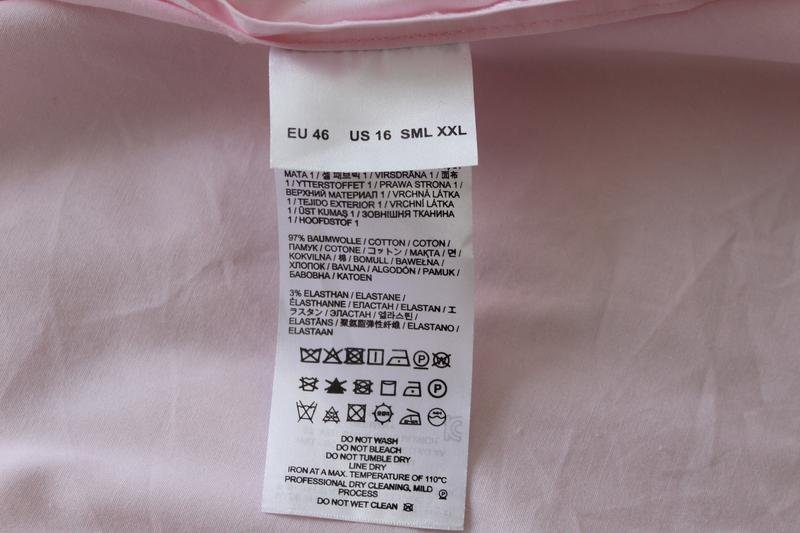 EU 46 US 16 SML XXL
MATA 1 / 셸 패브릭 1 / VIRSDRĀNA 1 / 面布
1 / YTTERSTOFFET 1 / PRAWA STRONA 1 /
ВЕРХНИЙ МАТЕРИАЛ 1 / VRCHNÁ LÁTKA
1 / TEJIDO EXTERIOR 1 / VRCHNÍ LÁTKA
1 / ÜST KUMAŞ 1 / ЗОВНІШНЯ ТКАНИНА
1 / HOOFDSTOF 1
97% BAUMWOLLE / COTTON / COTON /
ПАМУК / COTONE / コットン / МАҚТА / 면 /
KOKVILNA / 棉 / BOMULL / BAWEŁNA /
ХЛОПОК / BAVLNA / ALGODÓN / PAMUK /
БАВОВНА / KATOEN
3% ELASTHAN / ELASTANE /
ÉLASTHANNE / ЕЛАСТАН / ELASTAN / エ
ラスタン / ЭЛАСТАН / 엘라스틴 /
ELASTĀNS / 聚氨酯弹性纤维 / ELASTANO /
ELASTAAN
DO NOT WASH
DO NOT BLEACH
DO NOT TUMBLE DRY
LINE DRY
IRON AT A MAX. TEMPERATURE OF 110°C
PROFESSIONAL DRY CLEANING, MILD
PROCESS
DO NOT WET CLEAN